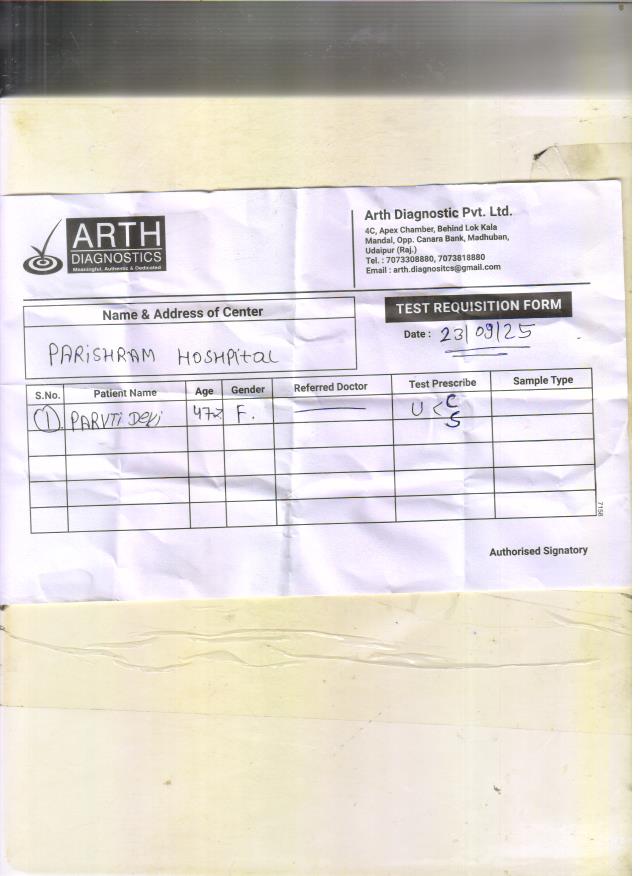 ARTH
DIAGNOSTICS
Meaningful, Authentic & Dedicated
Arth Diagnostic Pvt. Ltd.
4C, Apex Chamber, Behind Lok Kala
Mandal, Opp. Canara Bank, Madhuban,
Udaipur (Raj.)
Tel. : 7073308880, 7073818880
Email : arth.diagnositcs@gmail.com
Name & Address of Center
PARISHRAM HOSHPital
TEST REQUISITION FORM
Date : 23/09/25
S.No. Patient Name Age Gender Referred Doctor Test Prescribe Sample Type
1 PARVTI DEVi 47 F. U < C
S
7156
Authorised Signatory